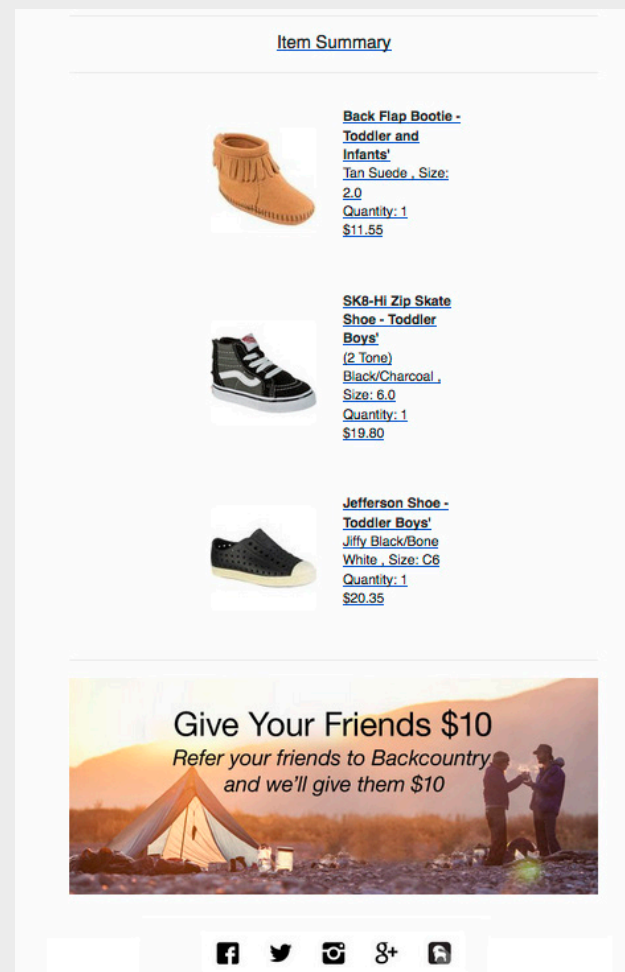 Item Summary
Back Flap Bootie -
Toddler and
Infants'
Tan Suede , Size:
2.0
Quantity: 1
$11.55
SK8-Hi Zip Skate
Shoe - Toddler
Boys'
(2 Tone)
Black/Charcoal ,
Size: 6.0
Quantity: 1
$19.80
Jefferson Shoe -
Toddler Boys'
Jiffy Black/Bone
White , Size: C6
Quantity: 1
$20.35
Give Your Friends $10
Refer your friends to Backcountry
and we'll give them $10
g+